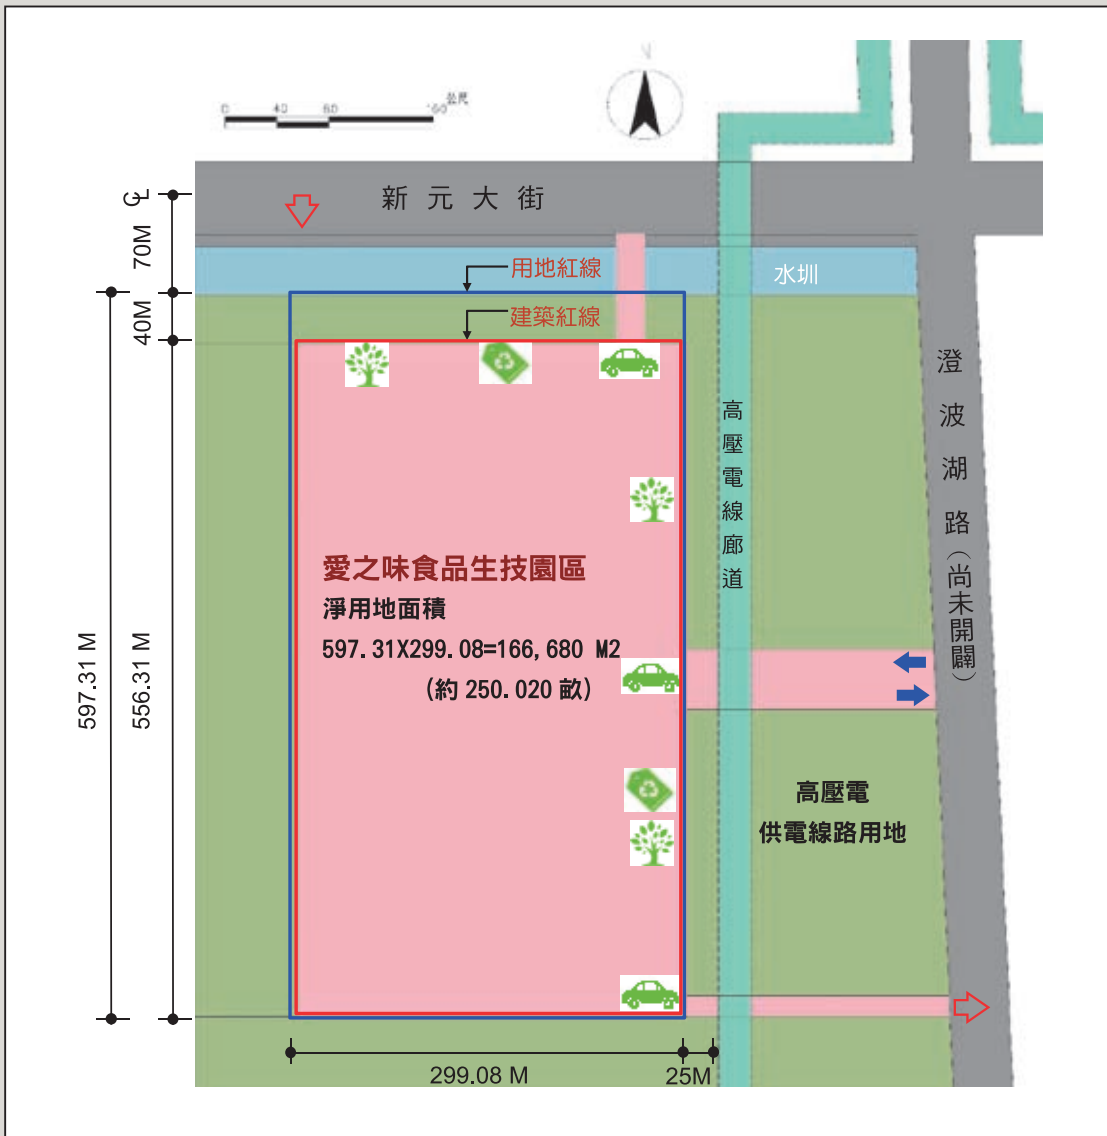 0 40 80 160 公尺
N
新元大街
℄
70M
40M
用地紅線
水圳
建築紅線
澄波湖路(尚未開闢)
高壓電線廊道
愛之味食品生技園區
淨用地面積
597.31X299.08=166,680 M2
(約 250.020 畝)
597.31 M
556.31 M
高壓電
供電線路用地
299.08 M
25M